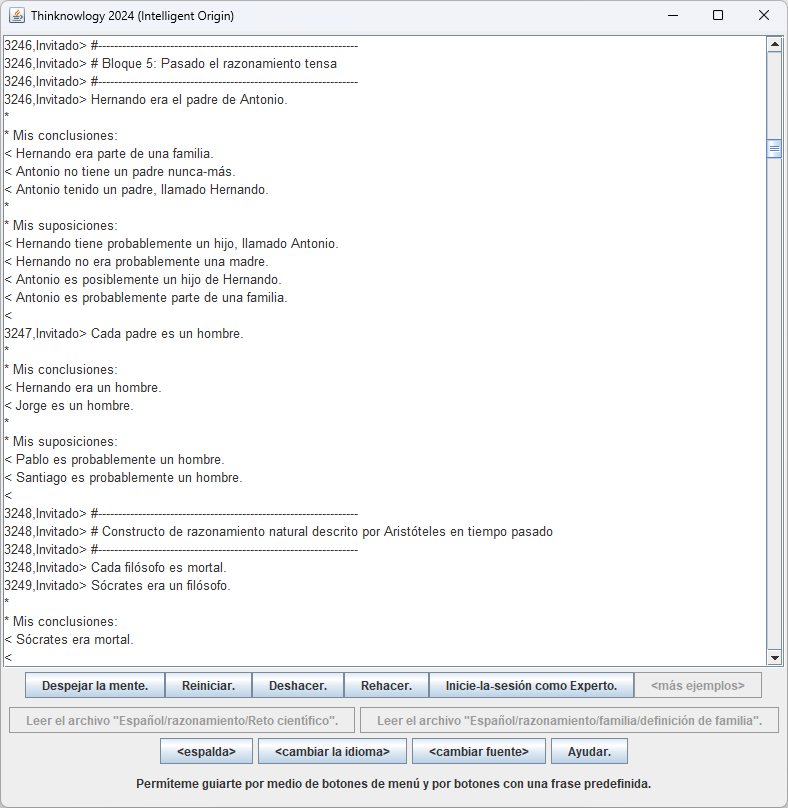 Thinknowlogy 2024 (Intelligent Origin)
3246,Invitado> #-----------------------------------------------------------------
3246,Invitado> # Bloque 5: Pasado el razonamiento tensa
3246,Invitado> #-----------------------------------------------------------------
3246,Invitado> Hernando era el padre de Antonio.
*
* Mis conclusiones:
< Hernando era parte de una familia.
< Antonio no tiene un padre nunca-más.
< Antonio tenido un padre, llamado Hernando.
*
* Mis suposiciones:
< Hernando tiene probablemente un hijo, llamado Antonio.
< Hernando no era probablemente una madre.
< Antonio es posiblemente un hijo de Hernando.
< Antonio es probablemente parte de una familia.
<
3247,Invitado> Cada padre es un hombre.
*
* Mis conclusiones:
< Hernando era un hombre.
< Jorge es un hombre.
*
* Mis suposiciones:
< Pablo es probablemente un hombre.
< Santiago es probablemente un hombre.
<
3248,Invitado> #-----------------------------------------------------------------
3248,Invitado> # Constructo de razonamiento natural descrito por Aristóteles en tiempo pasado
3248,Invitado> #-----------------------------------------------------------------
3248,Invitado> Cada filósofo es mortal.
3249,Invitado> Sócrates era un filósofo.
*
* Mis conclusiones:
< Sócrates era mortal.
<
Despejar la mente. Reiniciar. Deshacer. Rehacer. Inicie-la-sesión como Experto. <más ejemplos>
Leer el archivo "Español/razonamiento/Reto científico". Leer el archivo "Español/razonamiento/familia/definición de familia".
<espalda> <cambiar la idioma> <cambiar fuente> Ayudar.
Permíteme guiarte por medio de botones de menú y por botones con una frase predefinida.